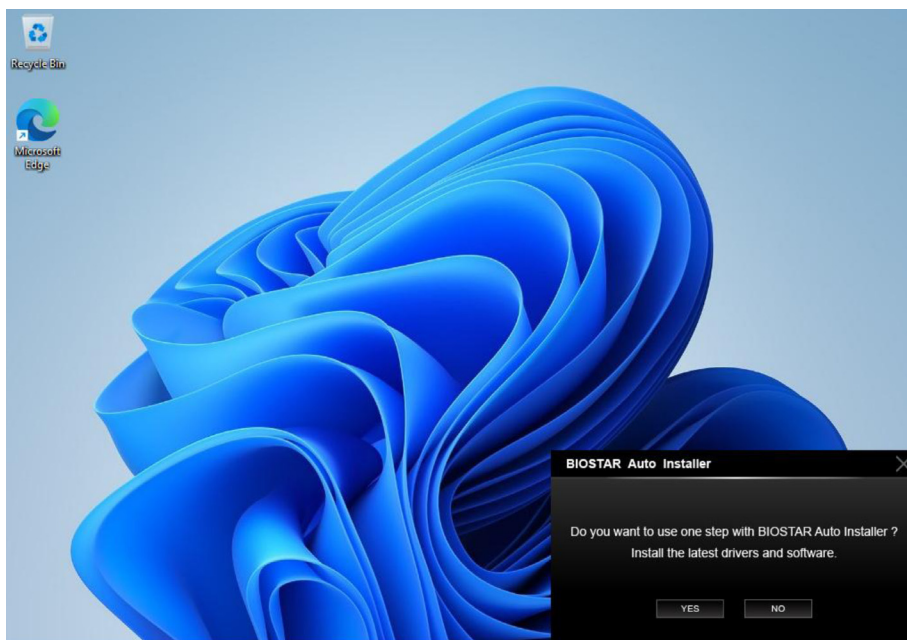 Recycle Bin
Microsoft
Edge
BIOSTAR Auto Installer
Do you want to use one step with BIOSTAR Auto Installer ?
Install the latest drivers and software.
YES
NO